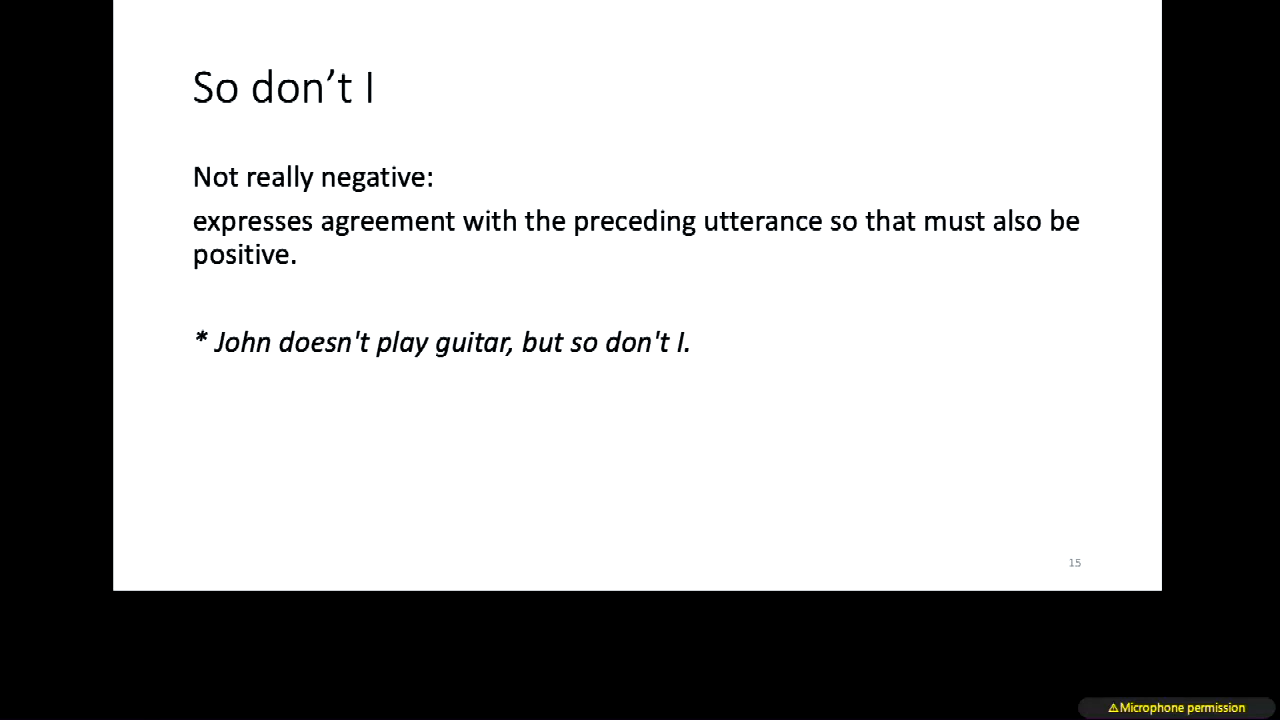 So don’t I
Not really negative:
expresses agreement with the preceding utterance so that must also be
positive.
* John doesn't play guitar, but so don't I.
15
⚠Microphone permission